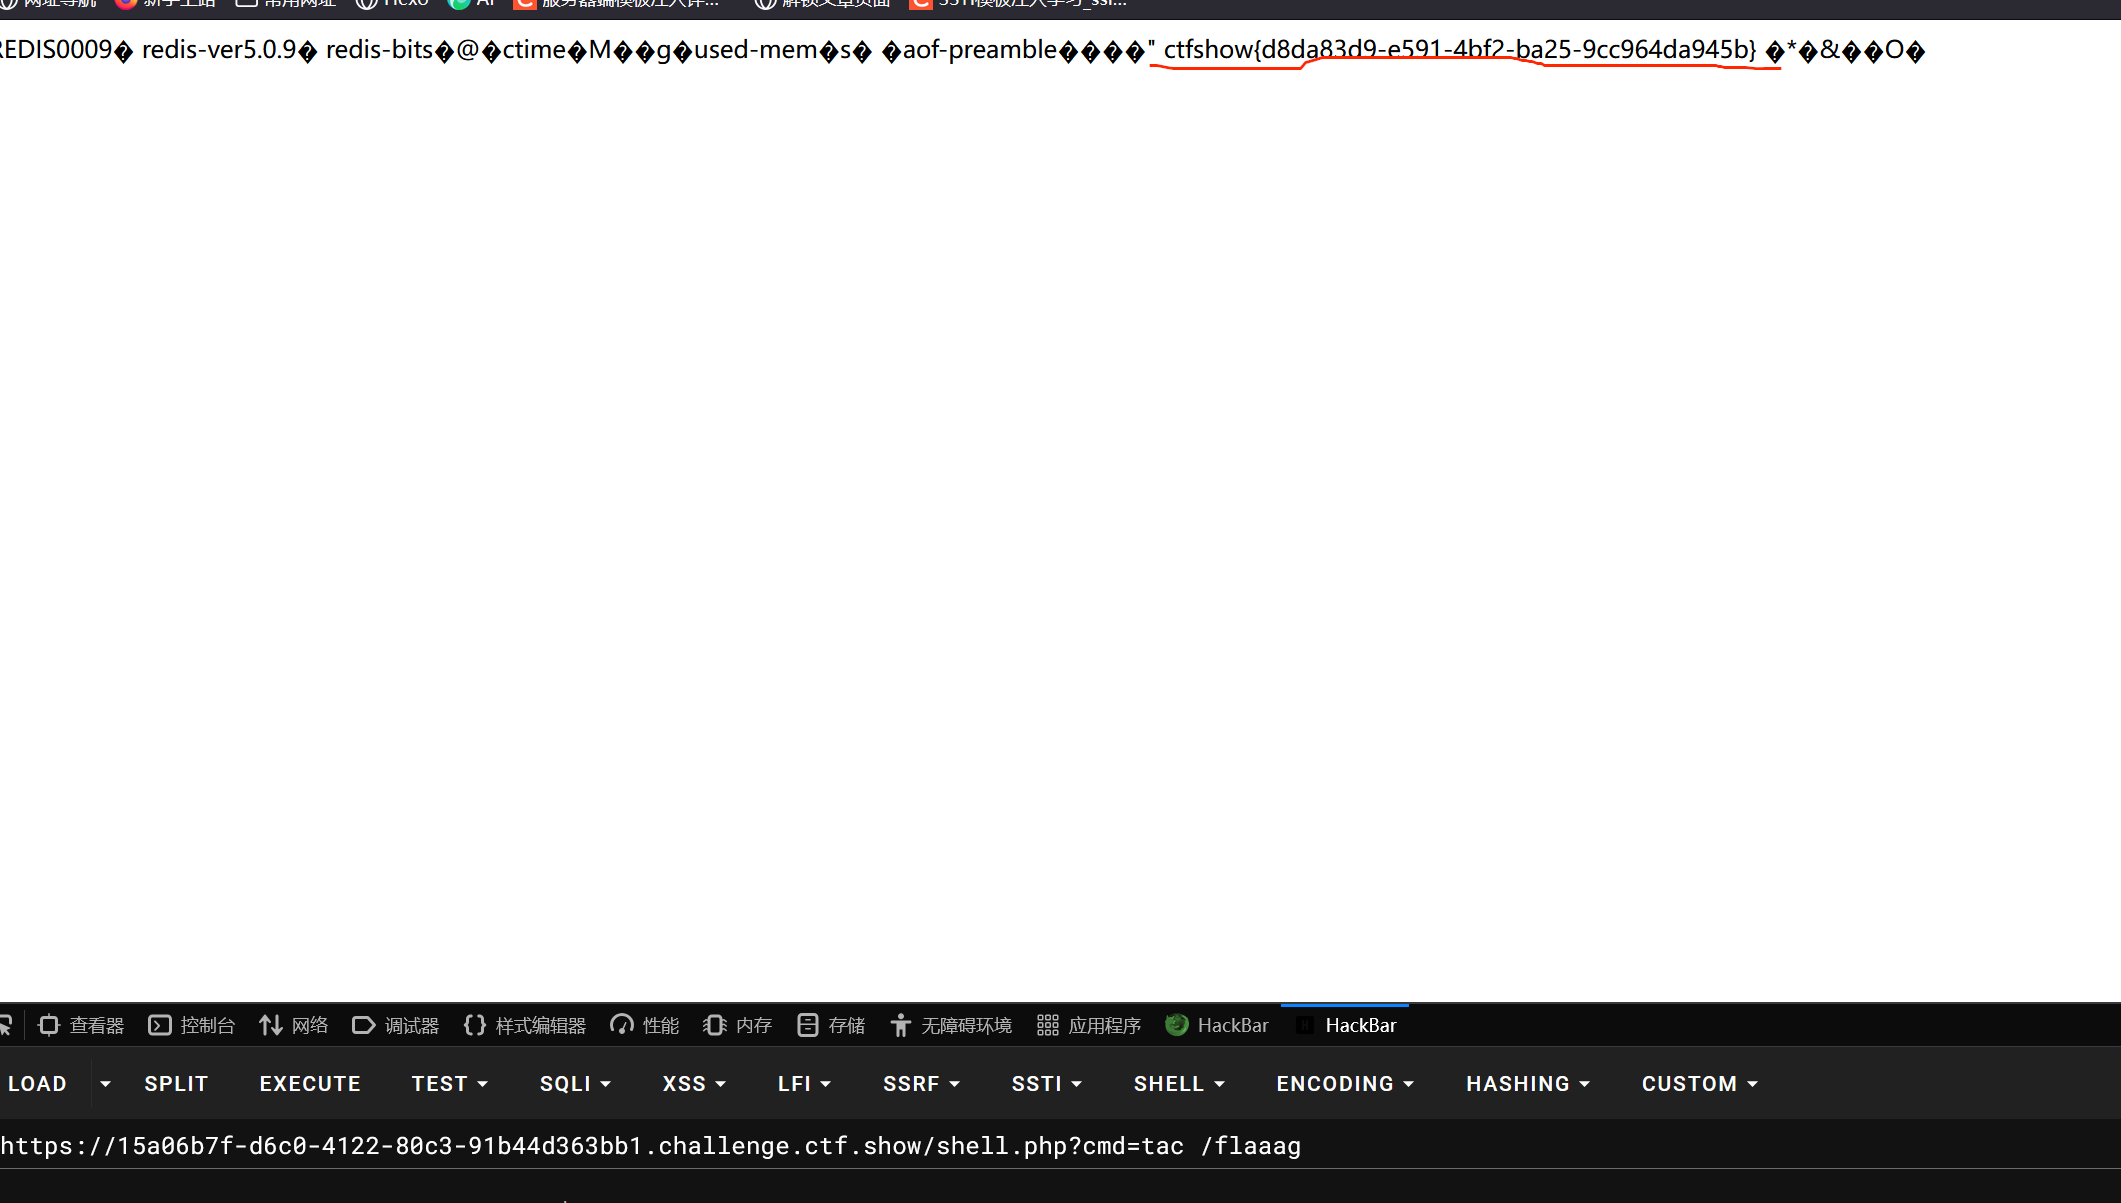 网址导航 新手上路 常用网址 Hexo AI 服务器端模板注入详... 解锁文章页面 SSTI模板注入学习_ssi...
REDIS0009� redis-ver5.0.9� redis-bits�@�ctime�M��g�used-mem�s� �aof-preamble����" ctfshow{d8da83d9-e591-4bf2-ba25-9cc964da945b} �*�&��O�
查看器 控制台 网络 调试器 样式编辑器 性能 内存 存储 无障碍环境 应用程序 HackBar HackBar
LOAD SPLIT EXECUTE TEST SQLI XSS LFI SSRF SSTI SHELL ENCODING HASHING CUSTOM
https://15a06b7f-d6c0-4122-80c3-91b44d363bb1.challenge.ctf.show/shell.php?cmd=tac /flaaag